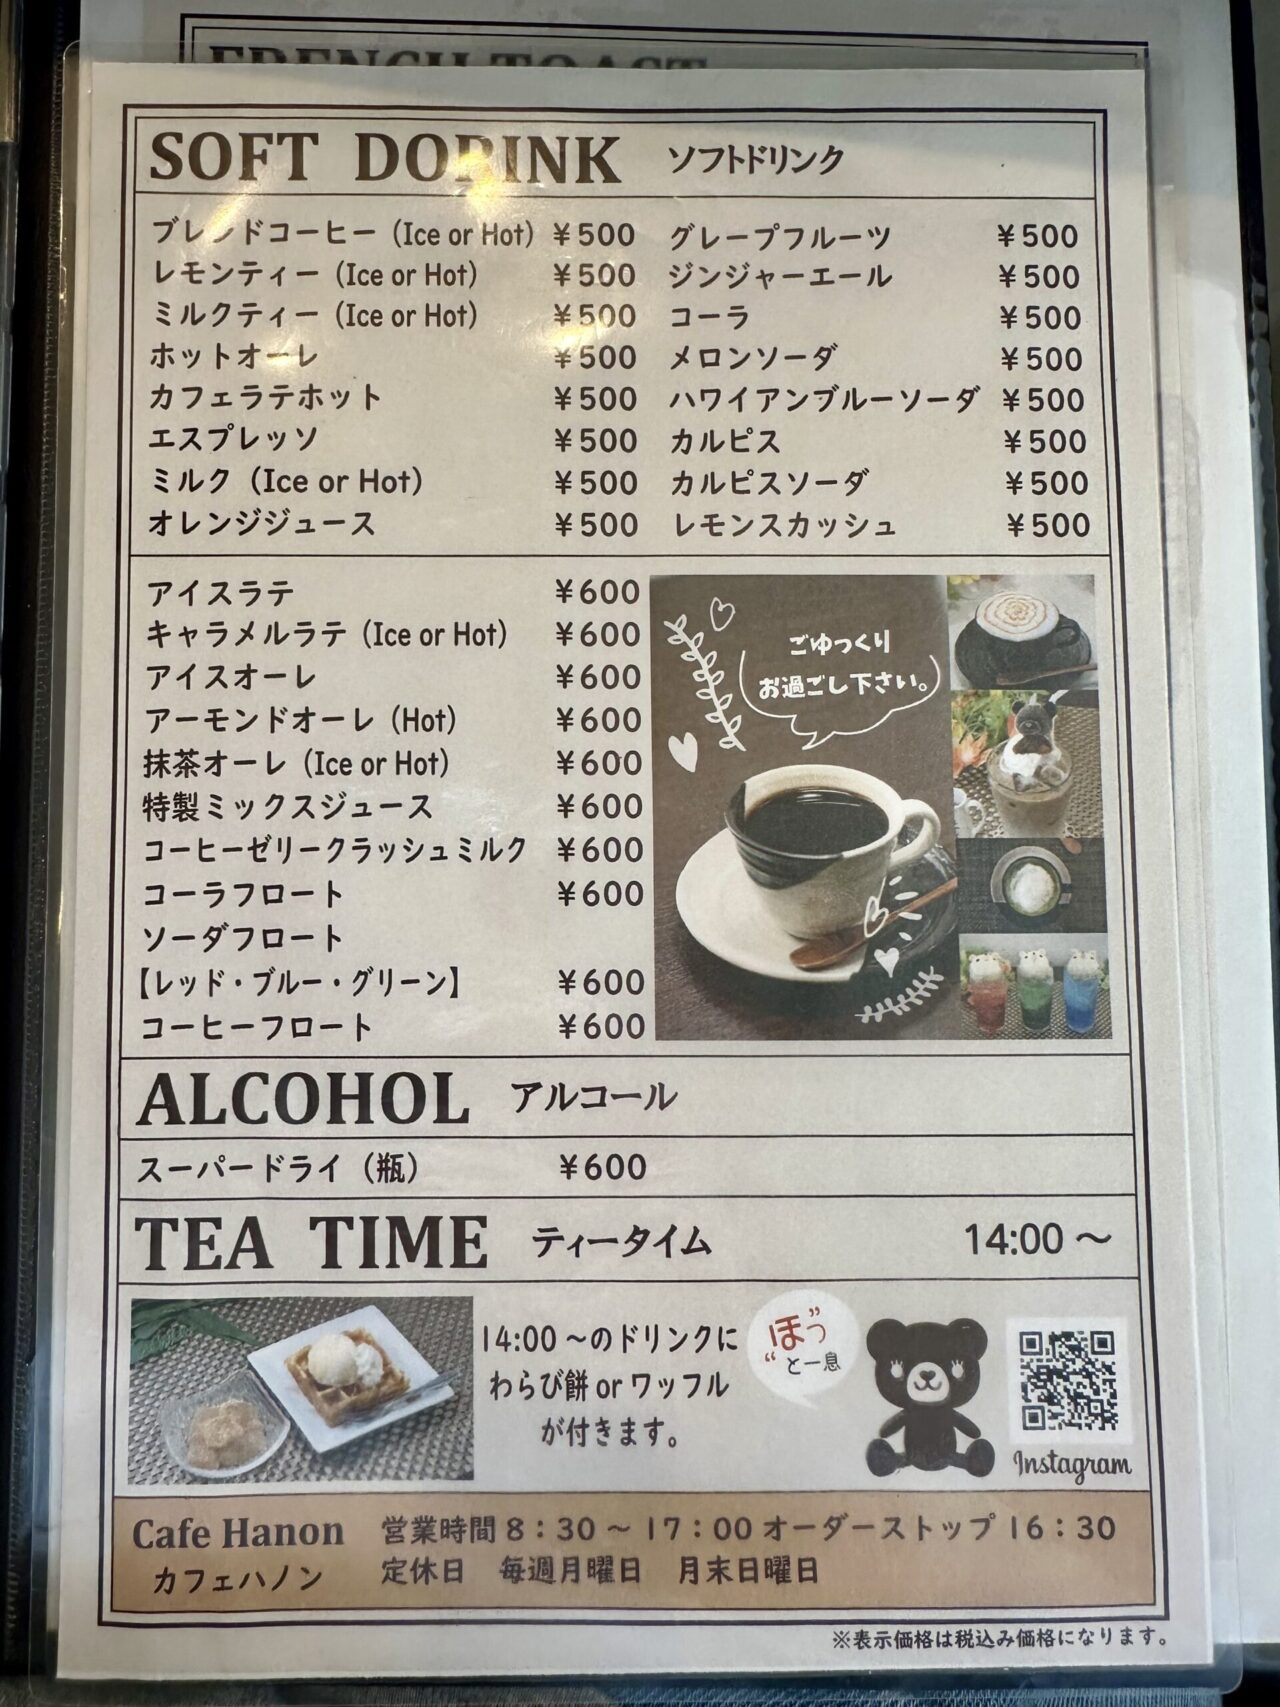 FRENCH TOAST
SOFT DORINK ソフトドリンク
ブレンドコーヒー（Ice or Hot）￥500
レモンティー（Ice or Hot） ￥500
ミルクティー（Ice or Hot） ￥500
ホットオーレ ￥500
カフェラテホット ￥500
エスプレッソ ￥500
ミルク（Ice or Hot） ￥500
オレンジジュース ￥500
グレープフルーツ ￥500
ジンジャーエール ￥500
コーラ ￥500
メロンソーダ ￥500
ハワイアンブルーソーダ ￥500
カルピス ￥500
カルピスソーダ ￥500
レモンスカッシュ ￥500
アイスラテ ￥600
キャラメルラテ（Ice or Hot） ￥600
アイスオーレ ￥600
アーモンドオーレ（Hot） ￥600
抹茶オーレ（Ice or Hot） ￥600
特製ミックスジュース ￥600
コーヒーゼリークラッシュミルク ￥600
コーラフロート ￥600
ソーダフロート
【レッド・ブルー・グリーン】 ￥600
コーヒーフロート ￥600
ごゆっくり
お過ごし下さい。
ALCOHOL アルコール
スーパードライ（瓶） ￥600
TEA TIME ティータイム 14:00～
14:00～のドリンクに
わらび餅orワッフル
が付きます。
ほっ
と一息
Instagram
Cafe Hanon
カフェハノン
営業時間8：30～17：00オーダーストップ16：30
定休日 毎週月曜日 月末日曜日
※表示価格は税込み価格になります。